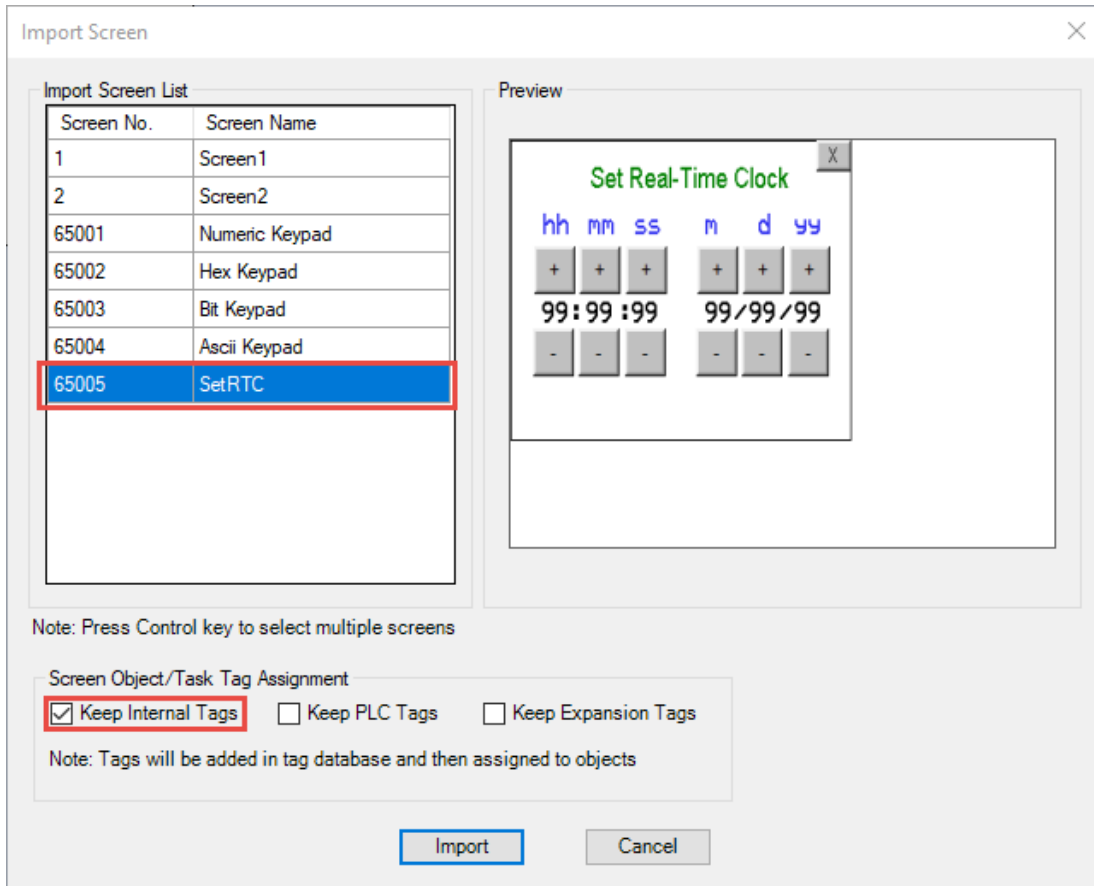 Import Screen
Import Screen List
Screen No. Screen Name
1 Screen1
2 Screen2
65001 Numeric Keypad
65002 Hex Keypad
65003 Bit Keypad
65004 Ascii Keypad
65005 SetRTC
Preview
X
Set Real-Time Clock
hh mm ss m d yy
+ + + + + +
99:99:99 99/99/99
- - - - - -
Note: Press Control key to select multiple screens
Screen Object/Task Tag Assignment
Keep Internal Tags Keep PLC Tags Keep Expansion Tags
Note: Tags will be added in tag database and then assigned to objects
Import Cancel